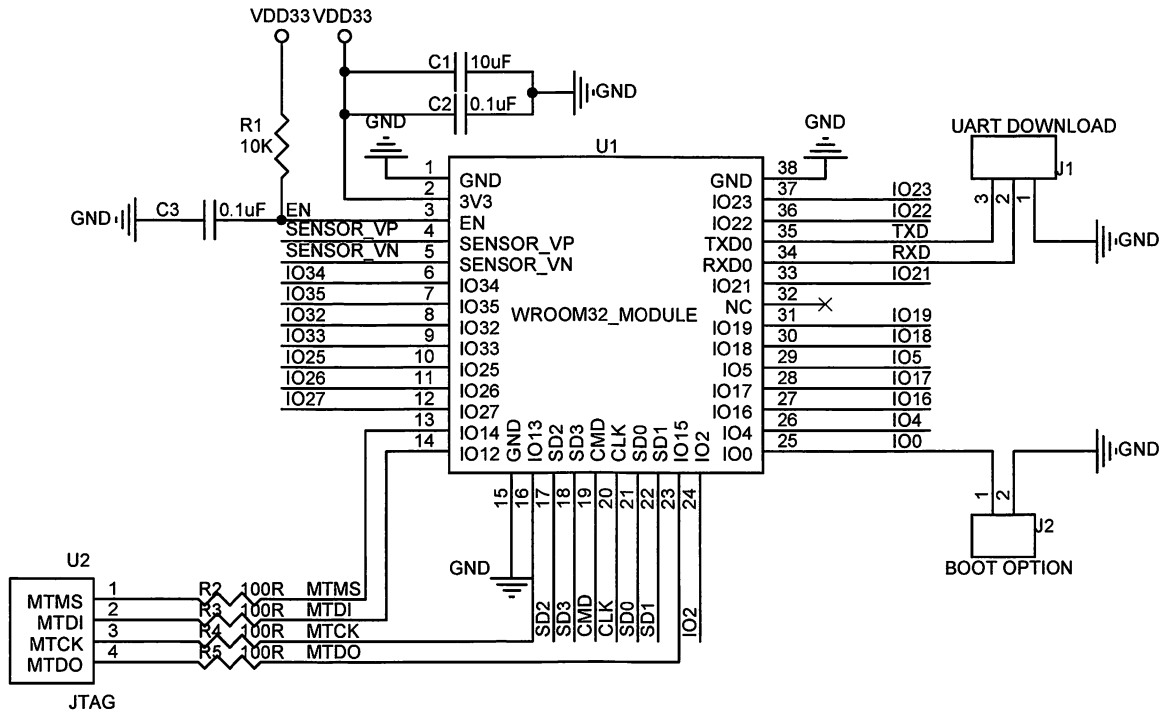 VDD33 VDD33
C1 10uF
GND
C2 0.1uF
R1
10K
GND
U1
GND
UART DOWNLOAD
J1
3 2 1
GND
GND C3 0.1uF
EN
SENSOR_VP
SENSOR_VN
IO34
IO35
IO32
IO33
IO25
IO26
IO27
1 GND
2 3V3
3 EN
4 SENSOR_VP
5 SENSOR_VN
6 IO34
7 IO35
8 IO32
9 IO33
10 IO25
11 IO26
12 IO27
13 IO14
14 IO12
WROOM32_MODULE
GND 38
IO23 37 IO23
IO22 36 IO22
TXD0 35 TXD
RXD0 34 RXD
IO21 33 IO21
NC 32
IO19 31 IO19
IO18 30 IO18
IO5 29 IO5
IO17 28 IO17
IO16 27 IO16
IO4 26 IO4
IO0 25 IO0
GND
1 2
J2
BOOT OPTION
GND 15
IO13 16
SD2 17 SD2
SD3 18 SD3
CMD 19 CMD
CLK 20 CLK
SD0 21 SD0
SD1 22 SD1
IO15 23
IO2 24 IO2
GND
U2
MTMS 1 R2 100R MTMS
MTDI 2 R3 100R MTDI
MTCK 3 R4 100R MTCK
MTDO 4 R5 100R MTDO
JTAG